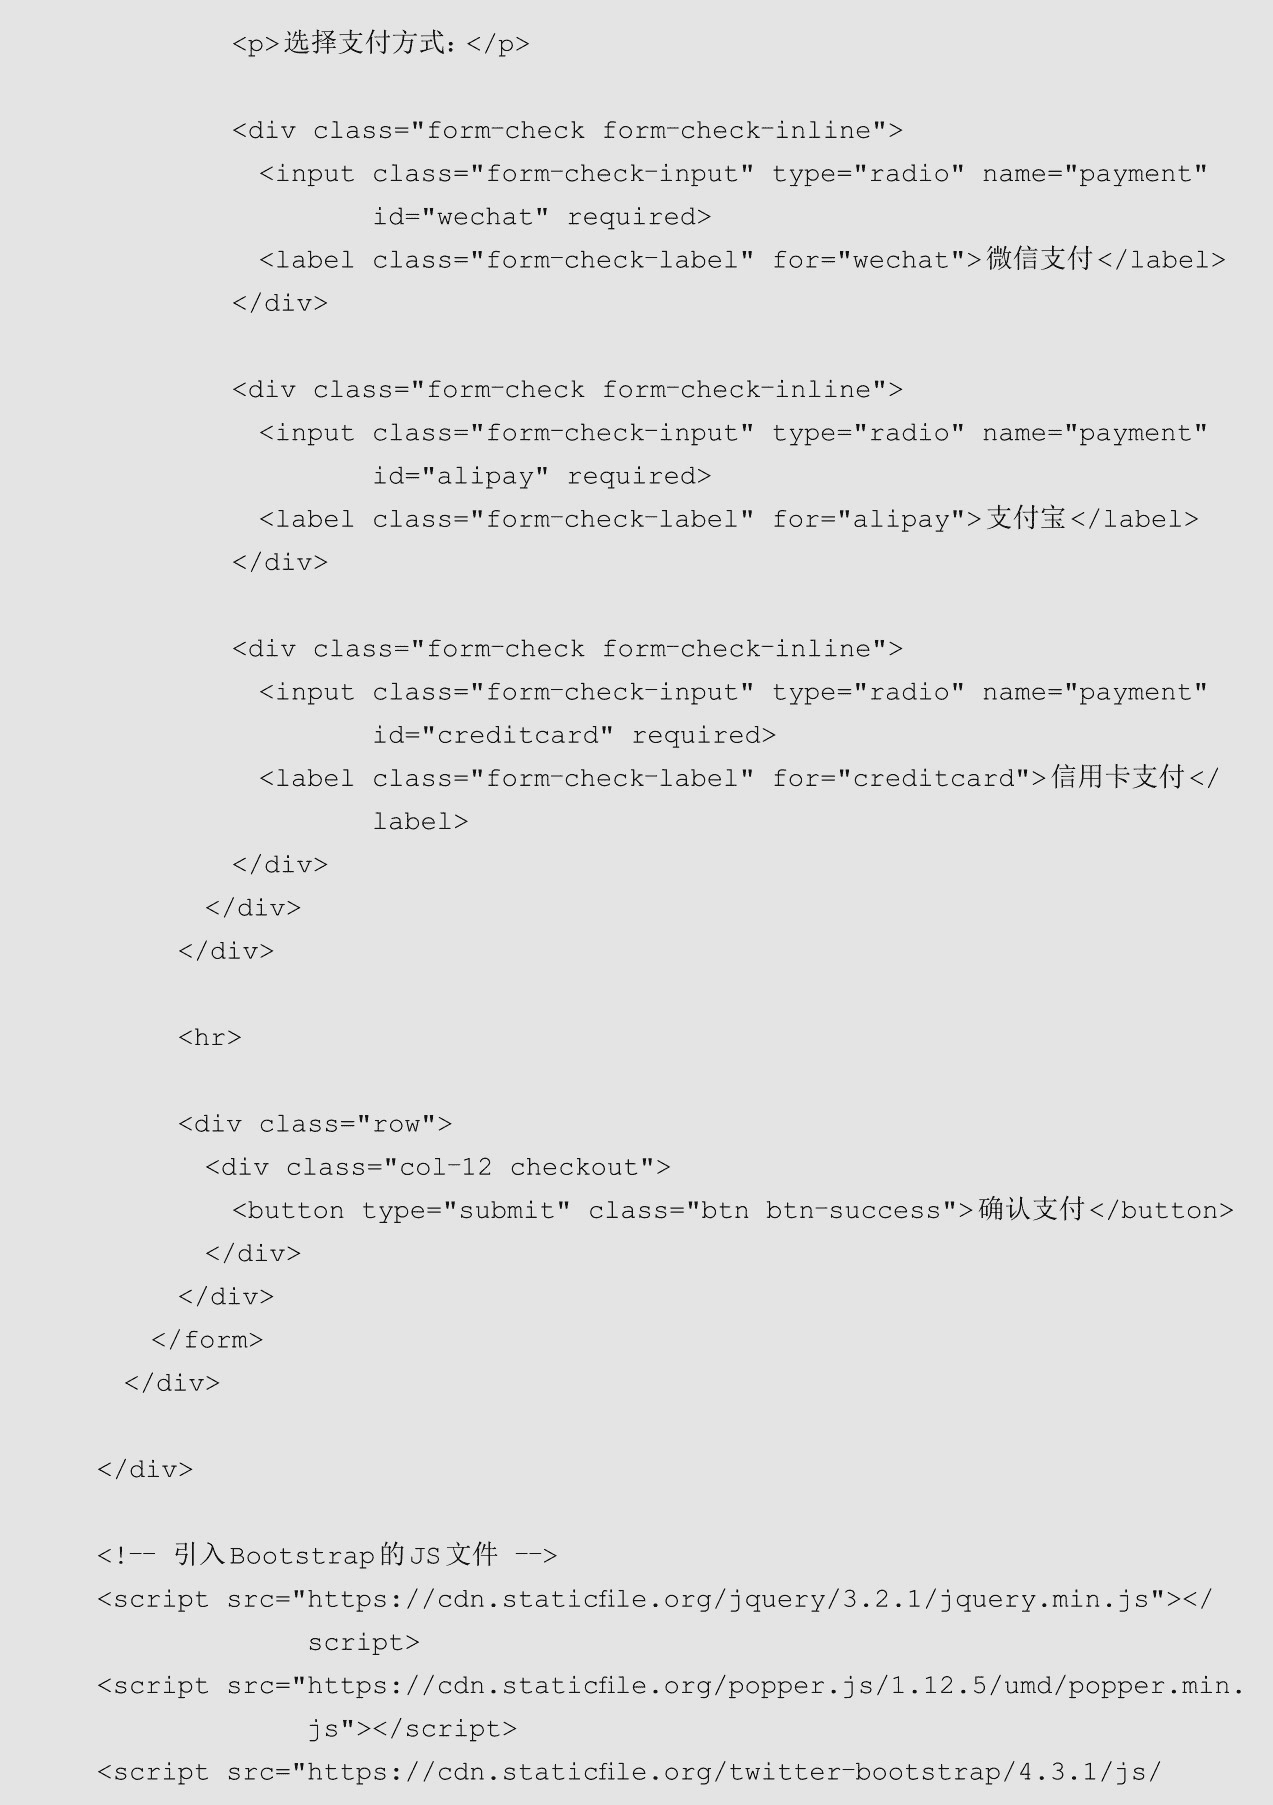 <p>选择支付方式：</p>
<div class="form-check form-check-inline">
<input class="form-check-input" type="radio" name="payment"
id="wechat" required>
<label class="form-check-label" for="wechat">微信支付</label>
</div>
<div class="form-check form-check-inline">
<input class="form-check-input" type="radio" name="payment"
id="alipay" required>
<label class="form-check-label" for="alipay">支付宝</label>
</div>
<div class="form-check form-check-inline">
<input class="form-check-input" type="radio" name="payment"
id="creditcard" required>
<label class="form-check-label" for="creditcard">信用卡支付</
label>
</div>
</div>
</div>
<hr>
<div class="row">
<div class="col-12 checkout">
<button type="submit" class="btn btn-success">确认支付</button>
</div>
</div>
</form>
</div>
</div>
<!-- 引入Bootstrap的JS文件 -->
<script src="https://cdn.staticfile.org/jquery/3.2.1/jquery.min.js"></
script>
<script src="https://cdn.staticfile.org/popper.js/1.12.5/umd/popper.min.
js"></script>
<script src="https://cdn.staticfile.org/twitter-bootstrap/4.3.1/js/